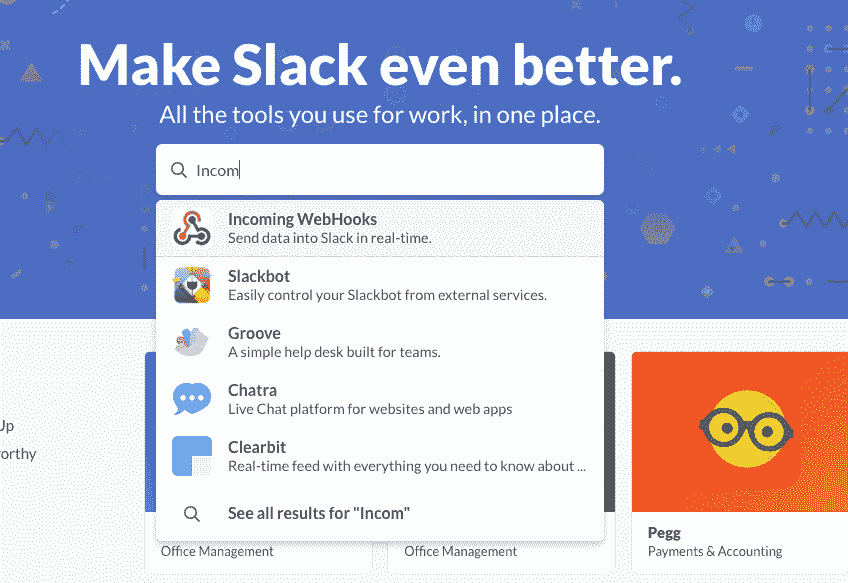 Make Slack even better.
All the tools you use for work, in one place.
Incom
Incoming WebHooks
Send data into Slack in real-time.
Slackbot
Easily control your Slackbot from external services.
Groove
A simple help desk built for teams.
Chatra
Live Chat platform for websites and web apps
Clearbit
Real-time feed with everything you need to know about ...
See all results for "Incom"
Up
orthy
Office Management
Office Management
Pegg
Payments & Accounting